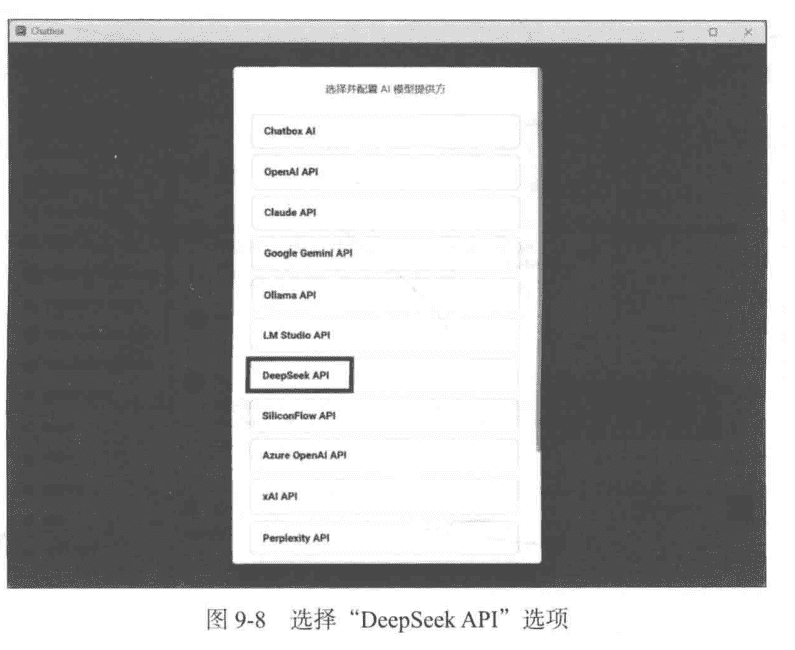 Chatbox
选择并配置 AI 模型提供方
Chatbox AI
OpenAI API
Claude API
Google Gemini API
Ollama API
LM Studio API
DeepSeek API
SiliconFlow API
Azure OpenAI API
xAI API
Perplexity API
图 9-8 选择“DeepSeek API”选项